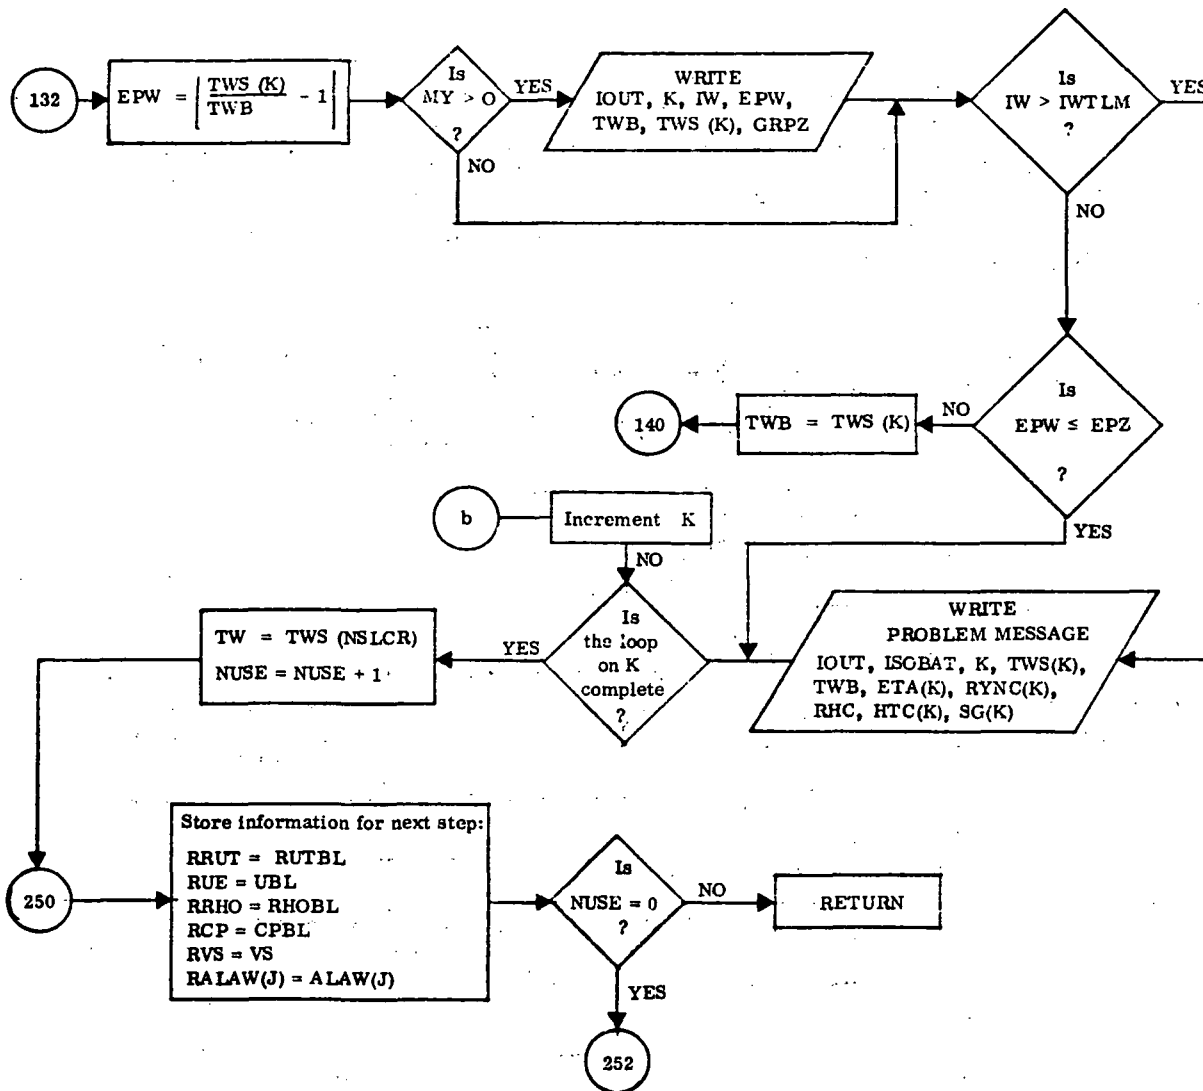 132
EPW = | TWS (K) / TWB - 1 |
Is
MY > O
?
YES
NO
WRITE
IOUT, K, IW, EPW,
TWB, TWS (K), GRPZ
Is
IW > IWTLM
?
YES
NO
Is
EPW ≤ EPZ
?
NO
YES
TWB = TWS (K)
140
b
Increment K
NO
Is
the loop
on K
complete
?
YES
WRITE
PROBLEM MESSAGE
IOUT, ISOBAT, K, TWS(K),
TWB, ETA(K), RYNC(K),
RHC, HTC(K), SG(K)
TW = TWS (NSLCR)
NUSE = NUSE + 1
250
Store information for next step:
RRUT = RUTBL
RUE = UBL
RRHO = RHOBL
RCP = CPBL
RVS = VS
RALAW(J) = ALAW(J)
Is
NUSE = 0
?
NO
RETURN
YES
252